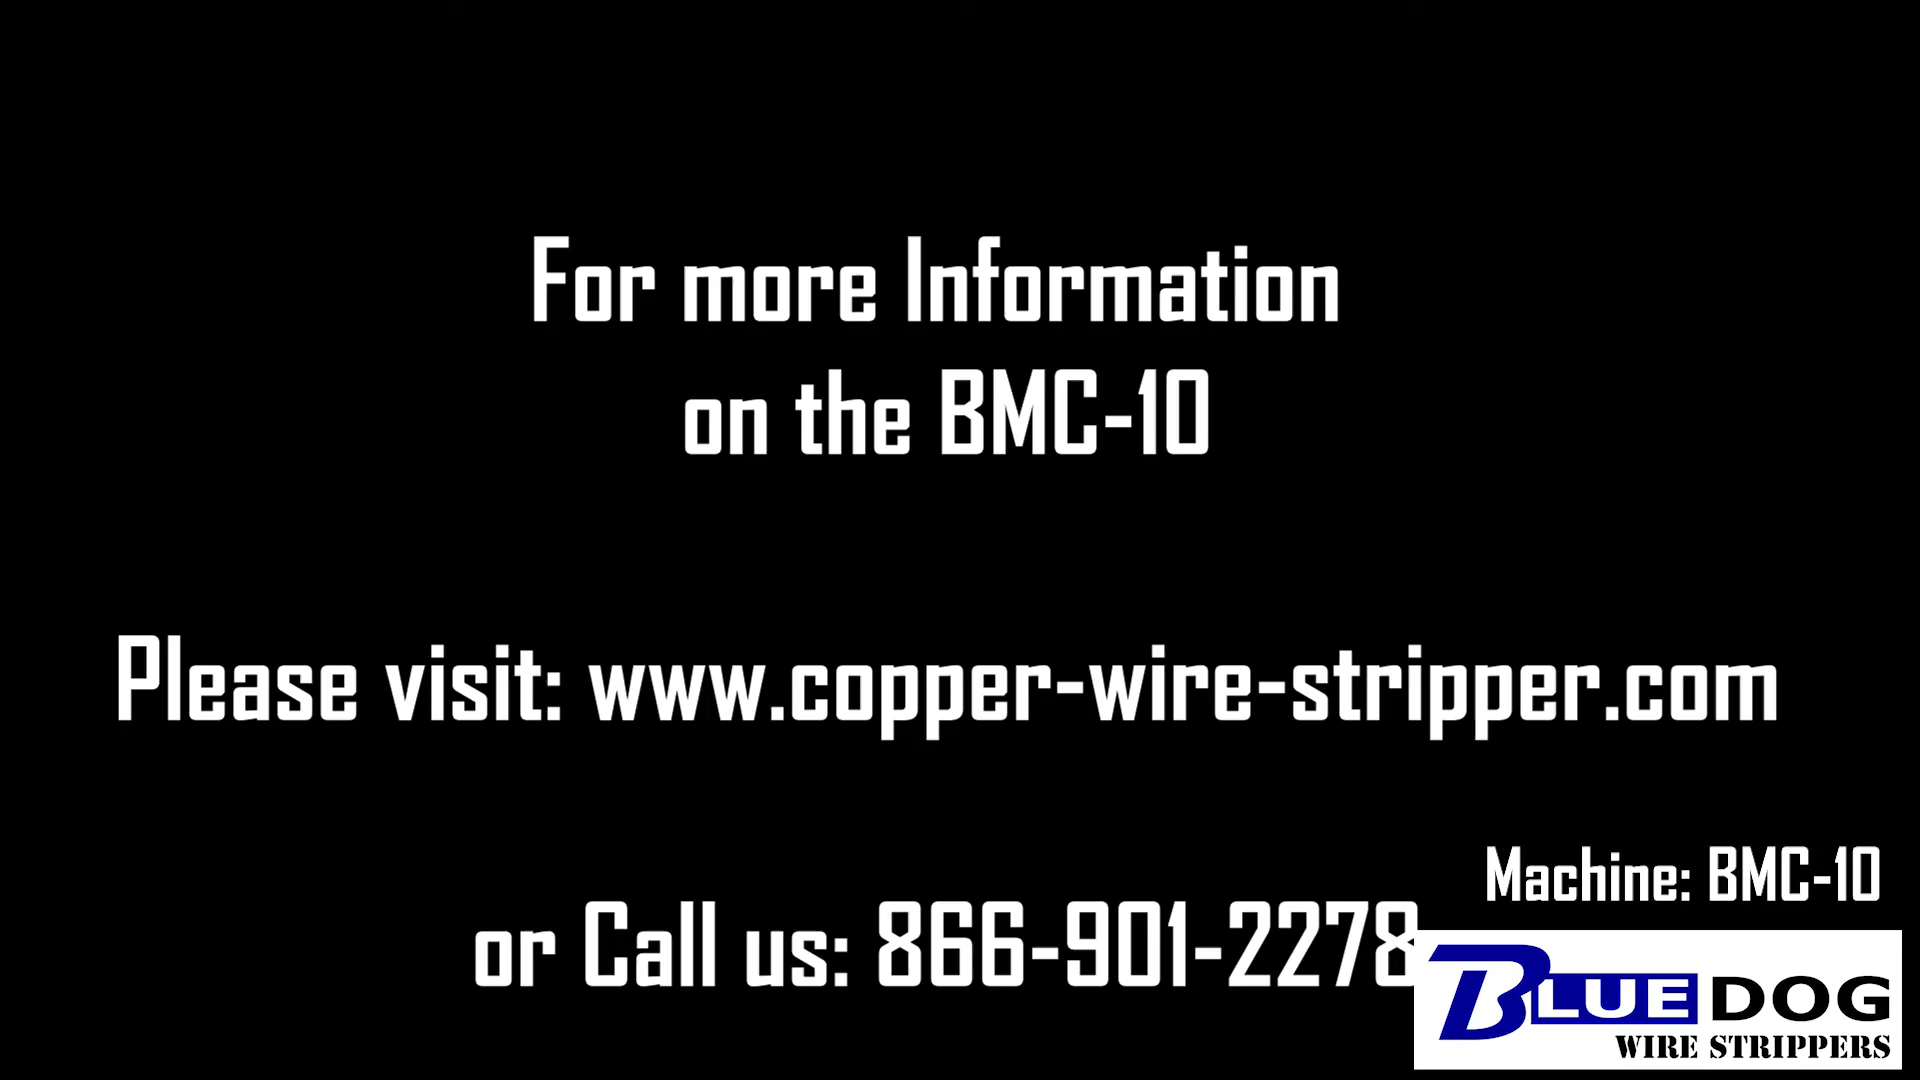 For more Information
on the BMC-10
Please visit: www.copper-wire-stripper.com
or Call us: 866-901-2278
Machine: BMC-10
BLUE DOG
WIRE STRIPPERS